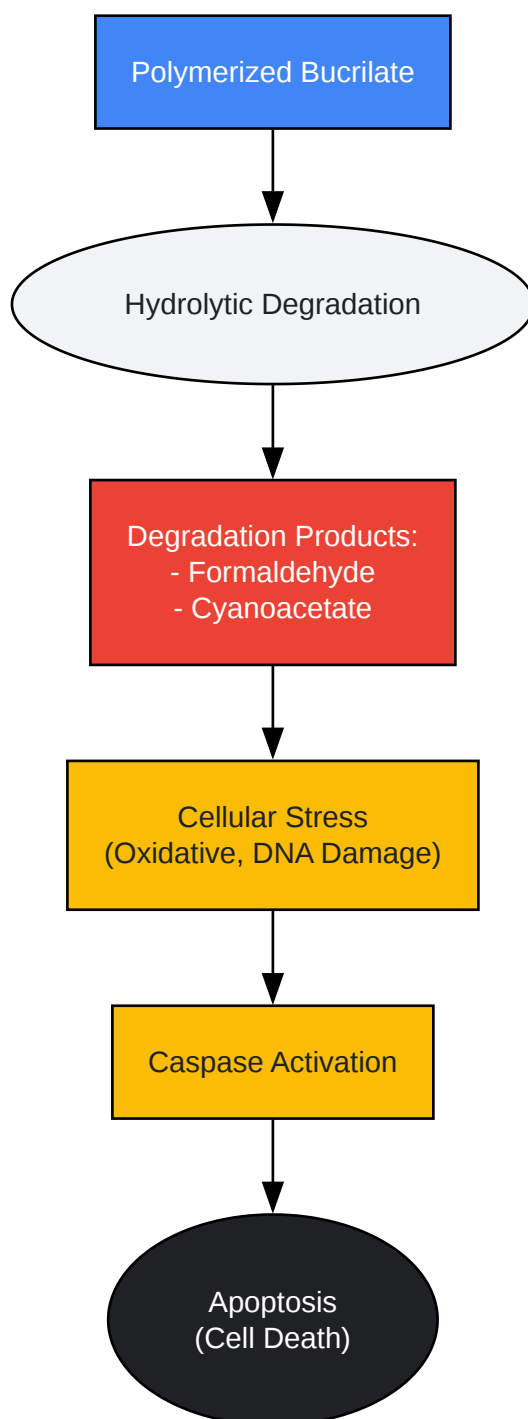 Polymerized Bucrilate
Hydrolytic Degradation
Degradation Products:
- Formaldehyde
- Cyanoacetate
Cellular Stress
(Oxidative, DNA Damage)
Caspase Activation
Apoptosis
(Cell Death)